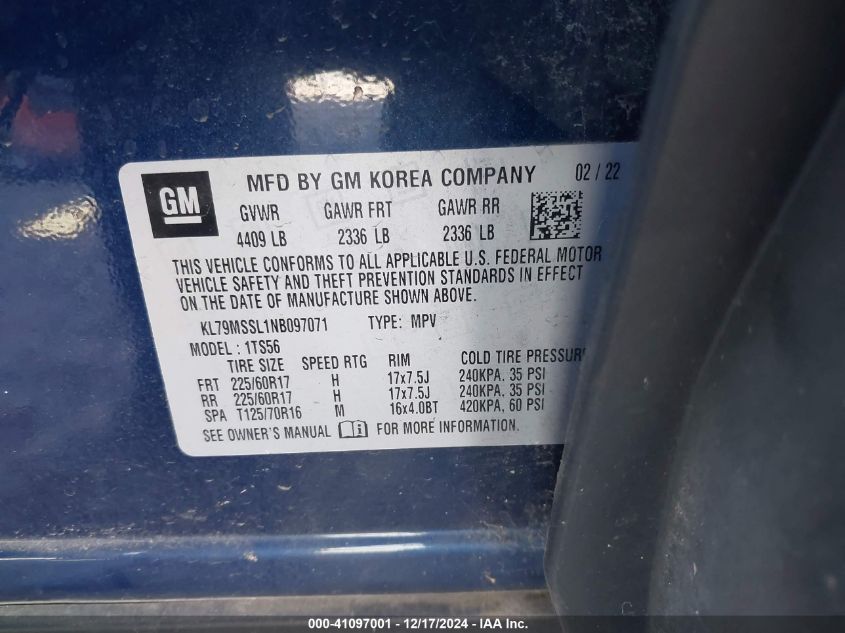 GM
MFD BY GM KOREA COMPANY 02 / 22
GVWR GAWR FRT GAWR RR
4409 LB 2336 LB 2336 LB
THIS VEHICLE CONFORMS TO ALL APPLICABLE U.S. FEDERAL MOTOR
VEHICLE SAFETY AND THEFT PREVENTION STANDARDS IN EFFECT
ON THE DATE OF MANUFACTURE SHOWN ABOVE.
KL79MSSL1NB097071 TYPE: MPV
MODEL : 1TS56
TIRE SIZE SPEED RTG RIM COLD TIRE PRESSURE
FRT 225/60R17 H 17x7.5J 240KPA, 35 PSI
RR 225/60R17 H 17x7.5J 240KPA, 35 PSI
SPA T125/70R16 M 16x4.0BT 420KPA, 60 PSI
SEE OWNER'S MANUAL FOR MORE INFORMATION.
000-41097001 - 12/17/2024 - IAAI, Inc.